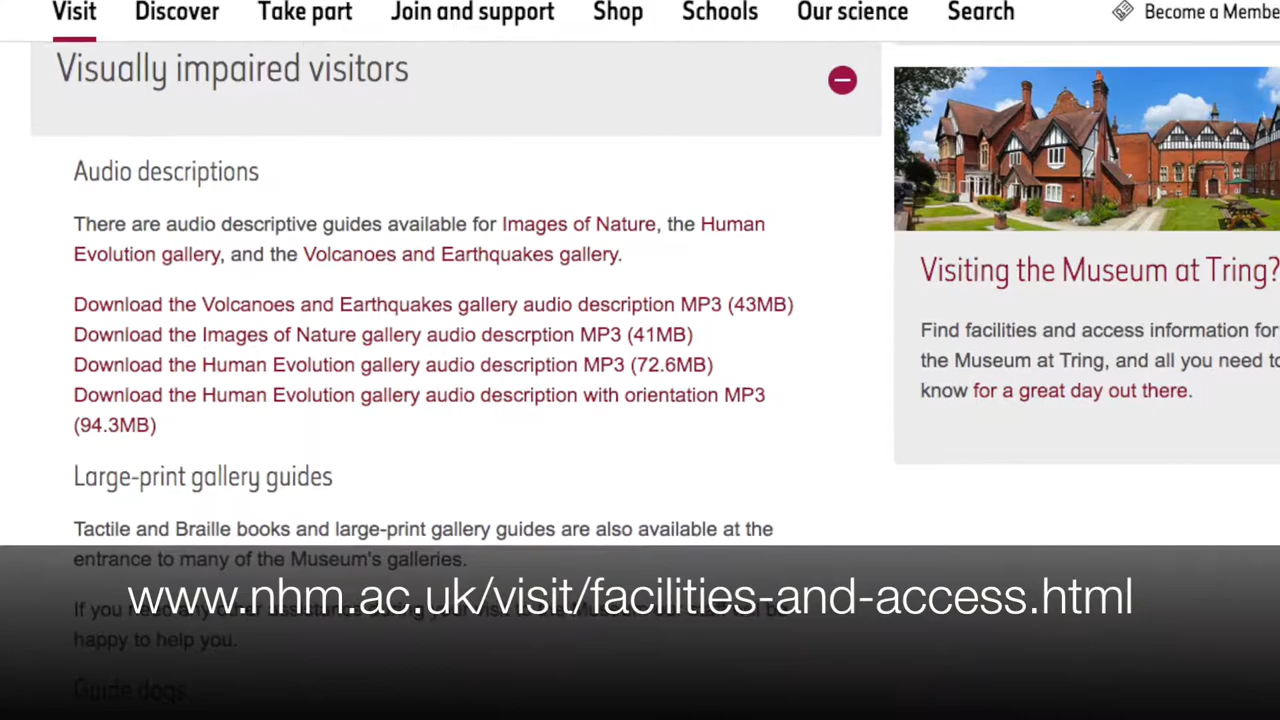 Visit Discover Take part Join and support Shop Schools Our science Search Become a Membe
Visually impaired visitors
Audio descriptions
There are audio descriptive guides available for Images of Nature, the Human
Evolution gallery, and the Volcanoes and Earthquakes gallery.
Download the Volcanoes and Earthquakes gallery audio description MP3 (43MB)
Download the Images of Nature gallery audio descrption MP3 (41MB)
Download the Human Evolution gallery audio description MP3 (72.6MB)
Download the Human Evolution gallery audio description with orientation MP3
(94.3MB)
Large-print gallery guides
Tactile and Braille books and large-print gallery guides are also available at the
entrance to many of the Museum's galleries.
If you
happy to help you.
Guide dogs
Visiting the Museum at Tring?
Find facilities and access information for
the Museum at Tring, and all you need to
know for a great day out there.
www.nhm.ac.uk/visit/facilities-and-access.html